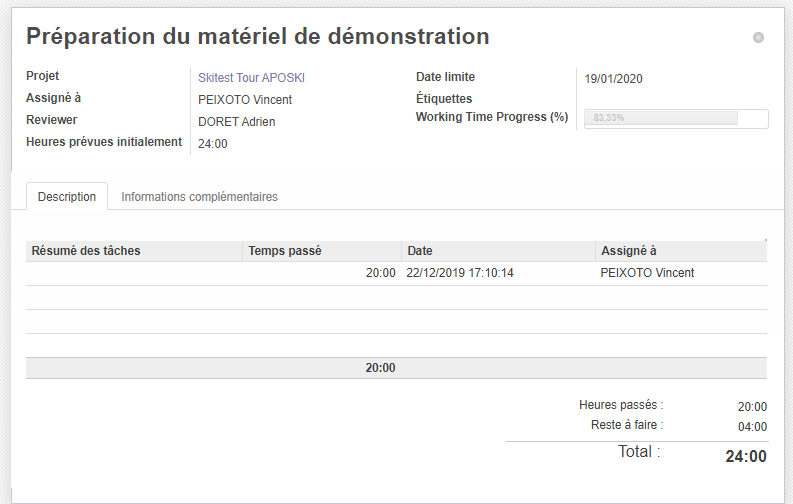 Préparation du matériel de démonstration
Projet Skitest Tour APOSKI Date limite 19/01/2020
Assigné à PEIXOTO Vincent Étiquettes
Reviewer DORET Adrien Working Time Progress (%) 83,33%
Heures prévues initialement 24:00
Description Informations complémentaires
Résumé des tâches Temps passé Date Assigné à
20:00 22/12/2019 17:10:14 PEIXOTO Vincent
20:00
Heures passés : 20:00
Reste à faire : 04:00
Total : 24:00